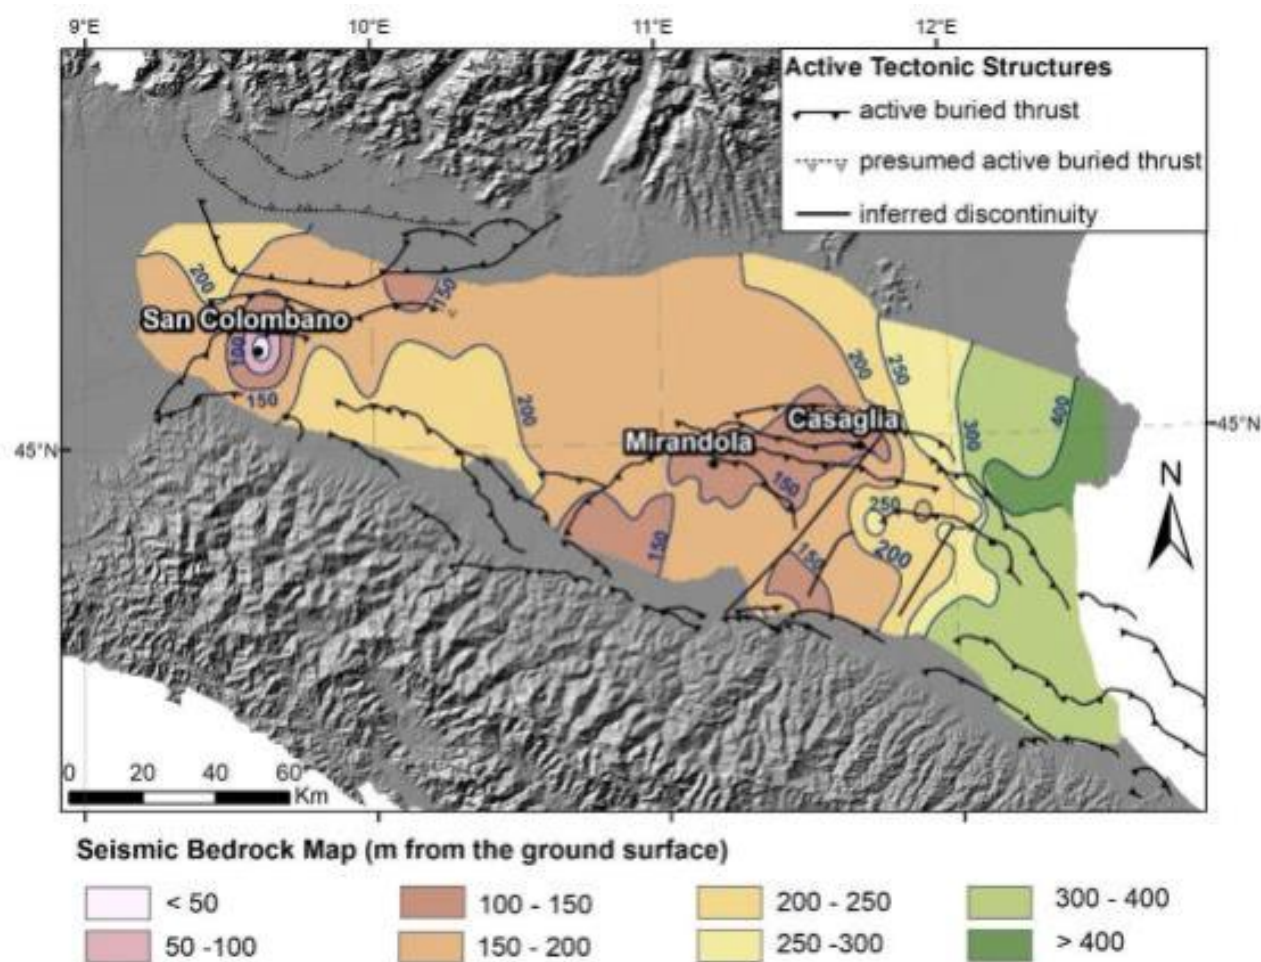 9°E 10°E 11°E 12°E
Active Tectonic Structures
active buried thrust
presumed active buried thrust
inferred discontinuity
200
150
San Colombano
100
150
200
200
250
400
300
Casaglia
Mirandola
45°N
45°N
150
250
N
150
150
200
0 20 40 60
Km
Seismic Bedrock Map (m from the ground surface)
< 50
100 - 150
200 - 250
300 - 400
50 -100
150 - 200
250 -300
> 400